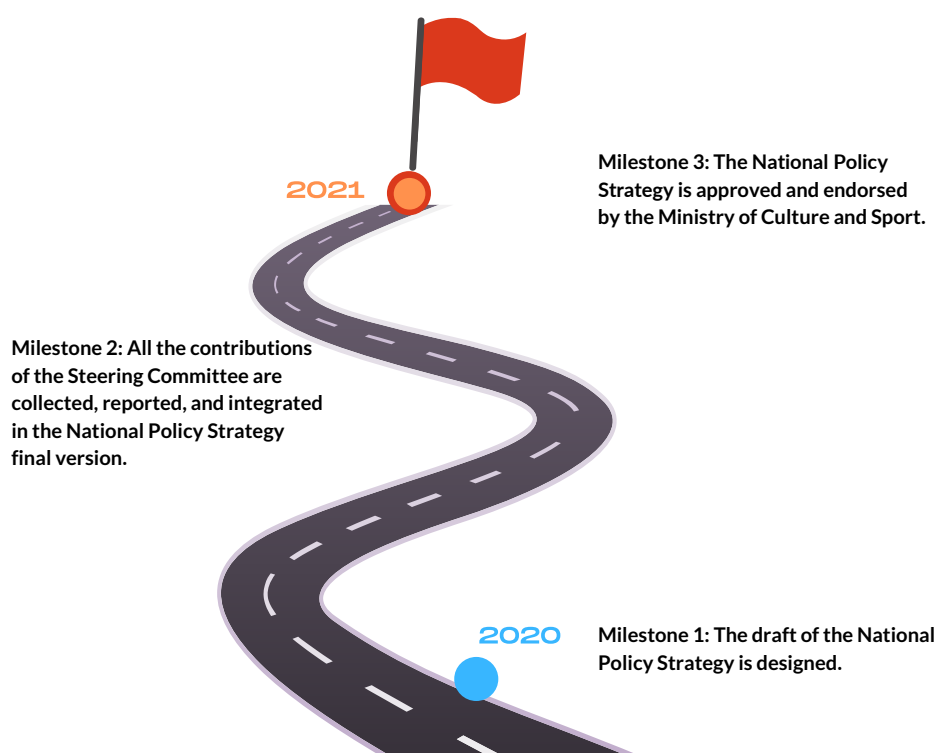 2021
Milestone 3: The National Policy
Strategy is approved and endorsed
by the Ministry of Culture and Sport.
Milestone 2: All the contributions
of the Steering Committee are
collected, reported, and integrated
in the National Policy Strategy
final version.
2020
Milestone 1: The draft of the National
Policy Strategy is designed.